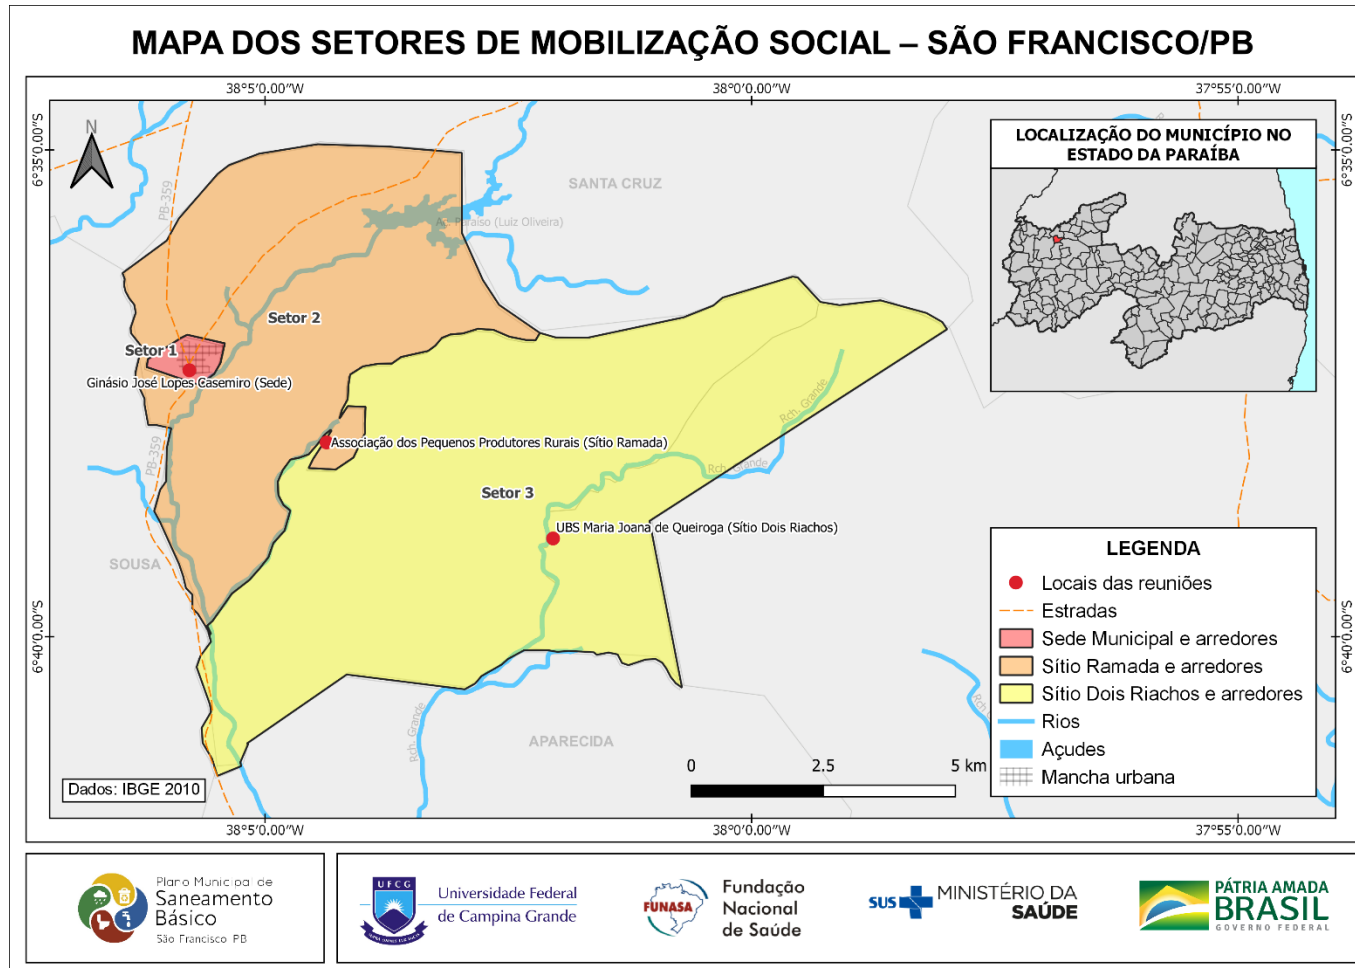 MAPA DOS SETORES DE MOBILIZAÇÃO SOCIAL – SÃO FRANCISCO/PB
38°5'0.00"W
38°0'0.00"W
37°55'0.00"W
6°35'0.00"S
6°35'0.00"S
N
LOCALIZAÇÃO DO MUNICÍPIO NO
ESTADO DA PARAÍBA
PB-359
SANTA CRUZ
Aç. Paraíso (Luiz Oliveira)
Setor 2
Setor 1
Ginásio José Lopes Casemiro (Sede)
Rch. Grande
PB-359
Associação dos Pequenos Produtores Rurais (Sítio Ramada)
Rch. Grande
Setor 3
UBS Maria Joana de Queiroga (Sítio Dois Riachos)
SOUSA
LEGENDA
Locais das reuniões
Estradas
Sede Municipal e arredores
Sítio Ramada e arredores
Sítio Dois Riachos e arredores
Rios
Açudes
Mancha urbana
6°40'0.00"S
6°40'0.00"S
Rch. Grande
APARECIDA
0 2.5 5 km
Dados: IBGE 2010
38°5'0.00"W
38°0'0.00"W
37°55'0.00"W
Plano Municipal de
Saneamento
Básico
São Francisco PB
UFCG
Universidade Federal
de Campina Grande
FUNASA
Fundação
Nacional
de Saúde
SUS
MINISTÉRIO DA
SAÚDE
PÁTRIA AMADA
BRASIL
GOVERNO FEDERAL